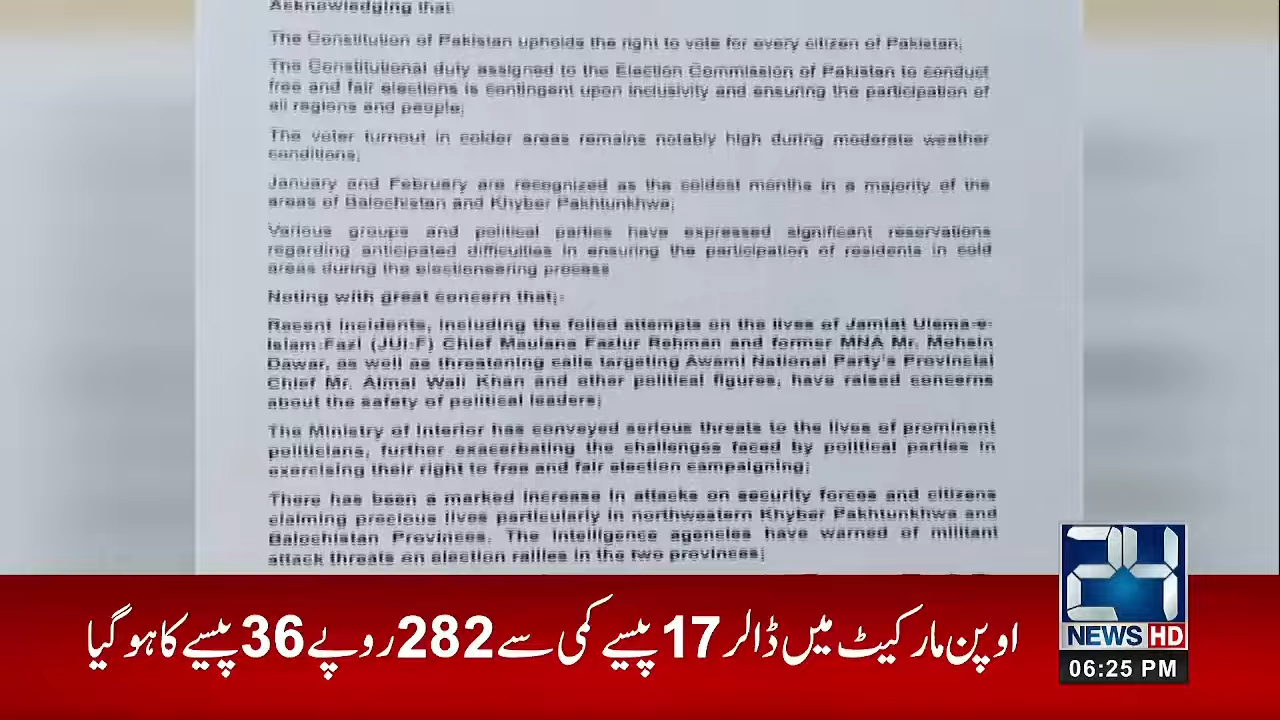 Acknowledging that
The Constitution of Pakistan upholds the right to vote for every citizen of Pakistan;
The Constitutional duty assigned to the Election Commission of Pakistan to conduct
free and fair elections is contingent upon inclusivity and ensuring the participation of
all regions and people;
The voter turnout in colder areas remains notably high during moderate weather
conditions;
January and February are recognized as the coldest months in a majority of the
areas of Balochistan and Khyber Pakhtunkhwa;
Various groups and political parties have expressed significant reservations
regarding anticipated difficulties in ensuring the participation of residents in cold
areas during the electioneering process
Noting with great concern that;-
Recent incidents, including the foiled attempts on the lives of Jamiat Ulema-e-
Islam-Fazl (JUI-F) Chief Maulana Fazlur Rehman and former MNA Mr. Mohsin
Dawar, as well as threatening calls targeting Awami National Party's Provincial
Chief Mr. Aimal Wali Khan and other political figures, have raised concerns
about the safety of political leaders;
The Ministry of Interior has conveyed serious threats to the lives of prominent
politicians, further exacerbating the challenges faced by political parties in
exercising their right to free and fair election campaigning;
There has been a marked increase in attacks on security forces and citizens
claiming precious lives particularly in northwestern Khyber Pakhtunkhwa and
Balochistan Provinces. The Intelligence agencies have warned of militant
attack threats on election rallies in the two provinces;
اوپن مارکیٹ میں ڈالر 17 پیسے کمی سے 282 روپے 36 پیسے کا ہو گیا
24
NEWS HD
06:25 PM